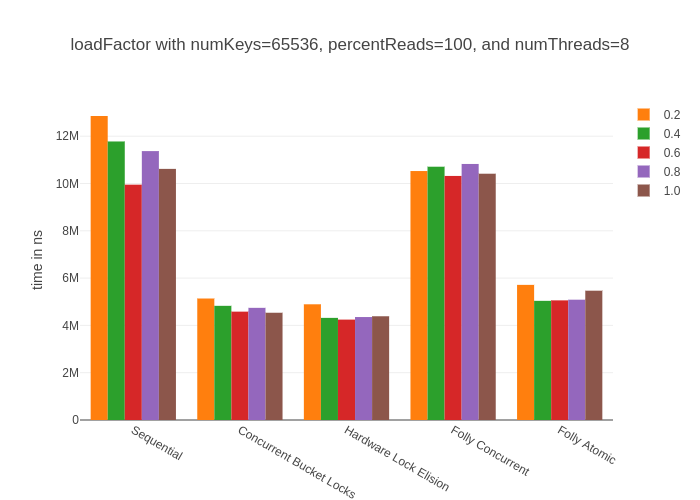 loadFactor with numKeys=65536, percentReads=100, and numThreads=8
0.2
0.4
0.6
0.8
1.0
time in ns
12M
10M
8M
6M
4M
2M
0
Sequential
Concurrent Bucket Locks
Hardware Lock Elision
Folly Concurrent
Folly Atomic